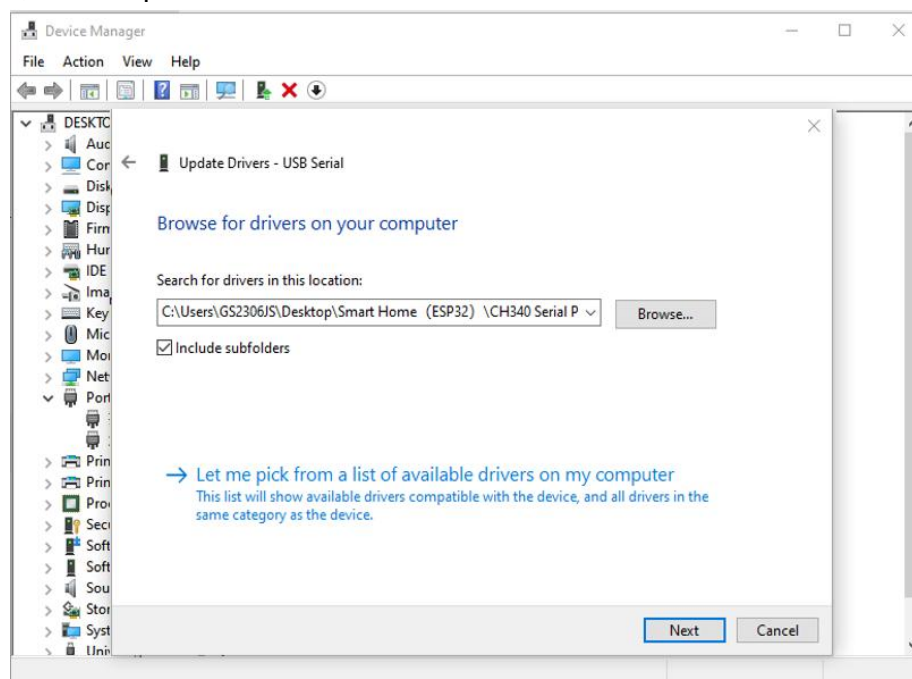 Device Manager
File Action View Help
DESKTC
Auc
Cor
Disk
Disp
Firn
Hur
IDE
Ima
Key
Mic
Mor
Net
Port
Prin
Prin
Pro
Secu
Soft
Soft
Sou
Stor
Syst
Univ
Update Drivers - USB Serial
Browse for drivers on your computer
Search for drivers in this location:
C:\Users\GS2306JS\Desktop\Smart Home（ESP32）\CH340 Serial P
Browse...
Include subfolders
Let me pick from a list of available drivers on my computer
This list will show available drivers compatible with the device, and all drivers in the
same category as the device.
Next Cancel